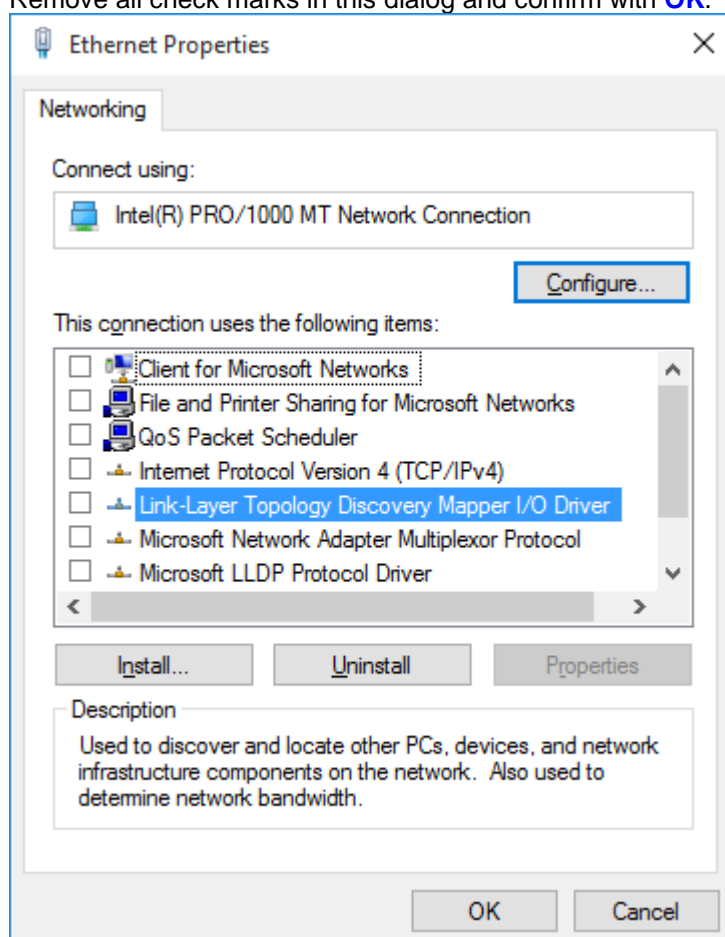 Remove all check marks in this dialog and confirm with OK.
Ethernet Properties
Networking
Connect using:
Intel(R) PRO/1000 MT Network Connection
Configure...
This connection uses the following items:
Client for Microsoft Networks
File and Printer Sharing for Microsoft Networks
QoS Packet Scheduler
Internet Protocol Version 4 (TCP/IPv4)
Link-Layer Topology Discovery Mapper I/O Driver
Microsoft Network Adapter Multiplexor Protocol
Microsoft LLDP Protocol Driver
Install... Uninstall Properties
Description
Used to discover and locate other PCs, devices, and network
infrastructure components on the network. Also used to
determine network bandwidth.
OK Cancel